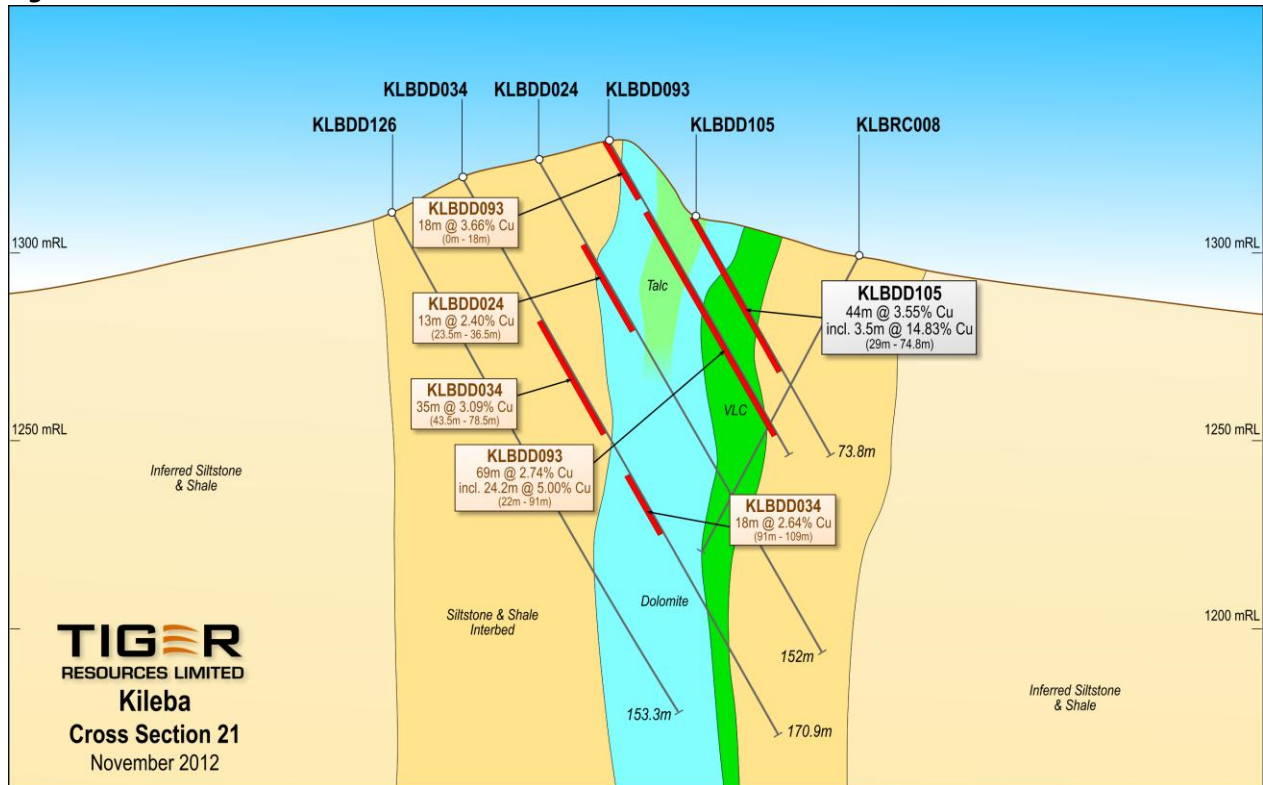 KLBDD034
KLBDD024
KLBDD093
KLBDD126
KLBDD105
KLBRC008
KLBDD093
18m @ 3.66% Cu
(0m - 18m)
1300 mRL
1300 mRL
Talc
KLBDD024
13m @ 2.40% Cu
(23.5m - 36.5m)
KLBDD105
44m @ 3.55% Cu
incl. 3.5m @ 14.83% Cu
(29m - 74.8m)
KLBDD034
35m @ 3.09% Cu
(43.5m - 78.5m)
VLC
1250 mRL
1250 mRL
73.8m
Inferred Siltstone
& Shale
KLBDD093
69m @ 2.74% Cu
incl. 24.2m @ 5.00% Cu
(22m - 91m)
KLBDD034
18m @ 2.64% Cu
(91m - 109m)
Dolomite
Siltstone & Shale
Interbed
1200 mRL
152m
153.3m
170.9m
Inferred Siltstone
& Shale
TIGER
RESOURCES LIMITED
Kileba
Cross Section 21
November 2012